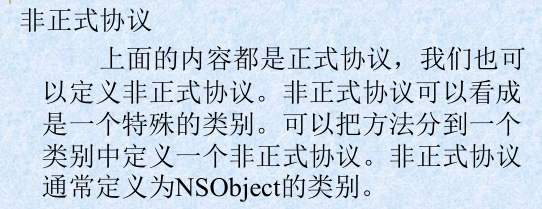 非正式协议
上面的内容都是正式协议，我们也可
以定义非正式协议。非正式协议可以看成
是一个特殊的类别。可以把方法分到一个
类别中定义一个非正式协议。非正式协议
通常定义为NSObject的类别。